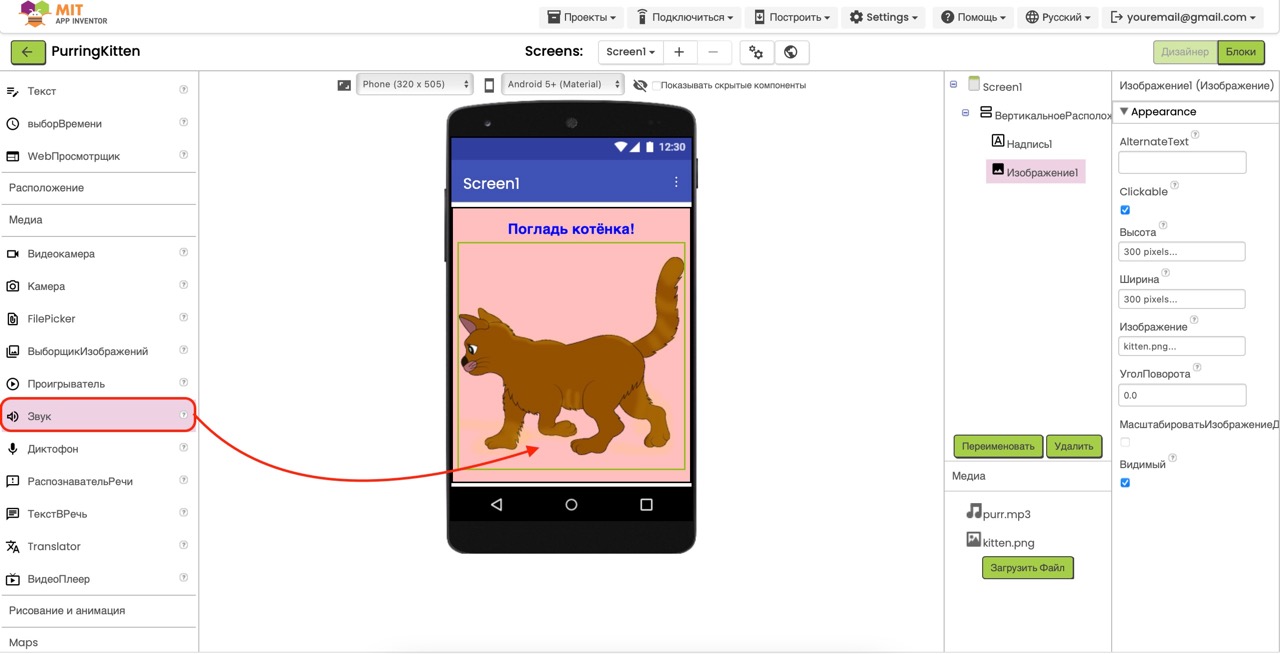 MIT
APP INVENTOR
Проекты
Подключиться
Построить
Settings
Помощь
Русский
youremail@gmail.com
PurringKitten
Screens:
Screen1
Дизайнер
Блоки
Текст
выборВремени
WebПросмотрщик
Расположение
Медиа
Видеокамера
Камера
FilePicker
ВыборщикИзображений
Проигрыватель
Звук
Диктофон
РаспознавательРечи
ТекстВРечь
Translator
ВидеоПлеер
Рисование и анимация
Maps
Phone (320 x 505)
Android 5+ (Material)
Показывать скрытые компоненты
12:30
Screen1
Погладь котёнка!
Screen1
ВертикальноеРасполож
Надпись1
Изображение1
Переименовать
Удалить
Медиа
purr.mp3
kitten.png
Загрузить Файл
Изображение1 (Изображение)
Appearance
AlternateText
Clickable
Высота
300 pixels...
Ширина
300 pixels...
Изображение
kitten.png...
УголПоворота
0.0
МасштабироватьИзображениеД
Видимый